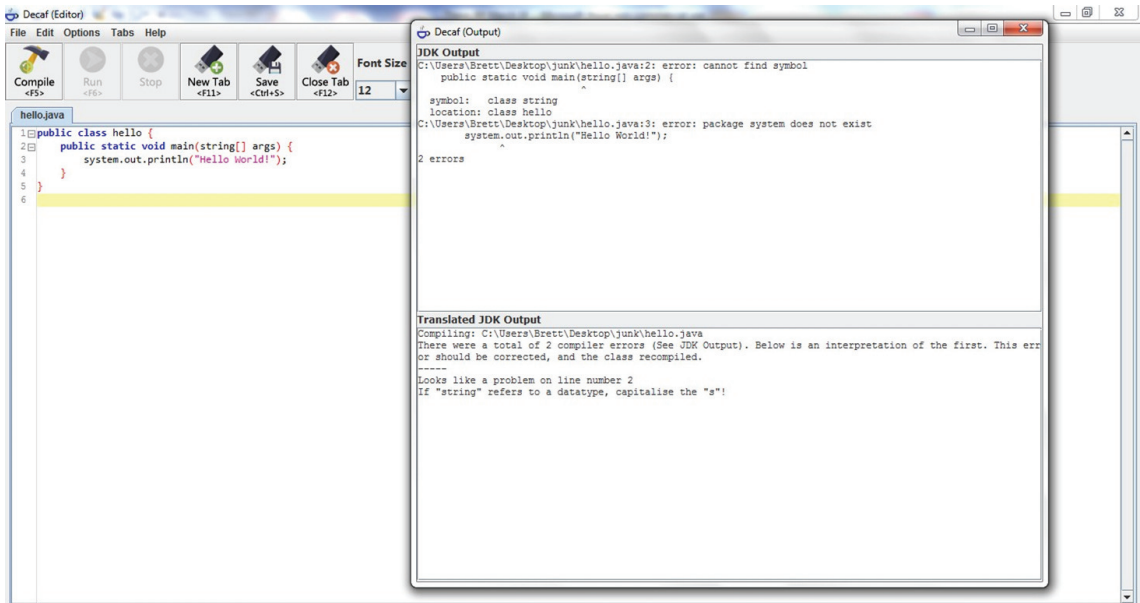 Decaf (Editor)
File Edit Options Tabs Help
Compile
<F5>
Run
<F6>
Stop
New Tab
<F11>
Save
<Ctrl+S>
Close Tab
<F12>
Font Size
12
hello.java
1 public class hello {
2     public static void main(string[] args) {
3         system.out.println("Hello World!");
4     }
5 }
6
Decaf (Output)
JDK Output
C:\Users\Brett\Desktop\junk\hello.java:2: error: cannot find symbol
    public static void main(string[] args) {
                            ^
  symbol:   class string
  location: class hello
C:\Users\Brett\Desktop\junk\hello.java:3: error: package system does not exist
        system.out.println("Hello World!");
              ^
2 errors
Translated JDK Output
Compiling: C:\Users\Brett\Desktop\junk\hello.java
There were a total of 2 compiler errors (See JDK Output). Below is an interpretation of the first. This err
or should be corrected, and the class recompiled.
-----
Looks like a problem on line number 2
If "string" refers to a datatype, capitalise the "s"!